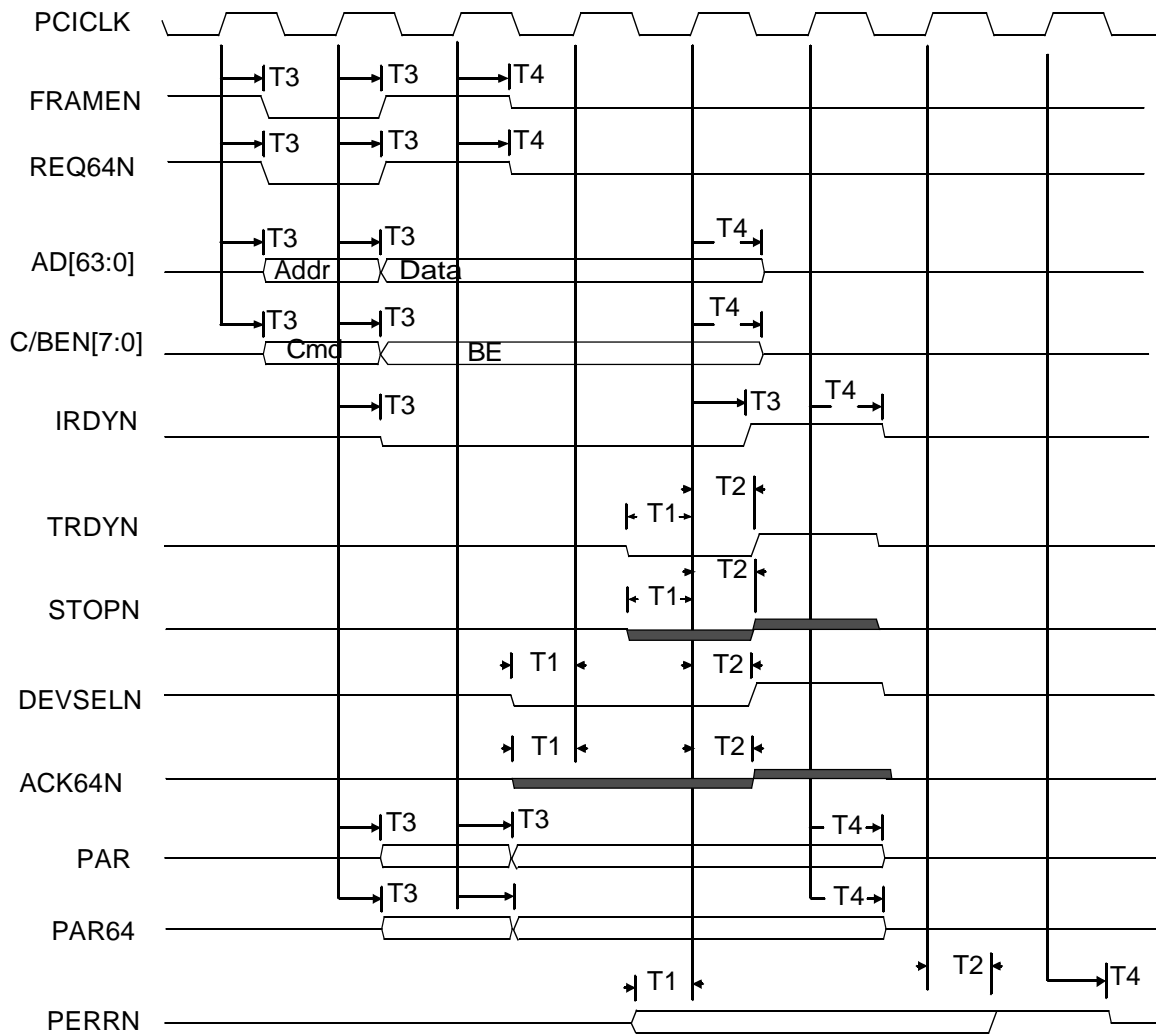 PCICLK
T3 T3 T4
FRAMEN
T3 T3 T4
REQ64N
T3 T3 T4
AD[63:0]
Addr Data
T3 T3 T4
C/BEN[7:0]
Cmd BE
T3 T3 T4
IRDYN
T2
T1
TRDYN
T2
T1
STOPN
T1 T2
DEVSELN
T1 T2
ACK64N
T3 T3 T4
PAR
T3 T4
PAR64
T2
T1 T4
PERRN